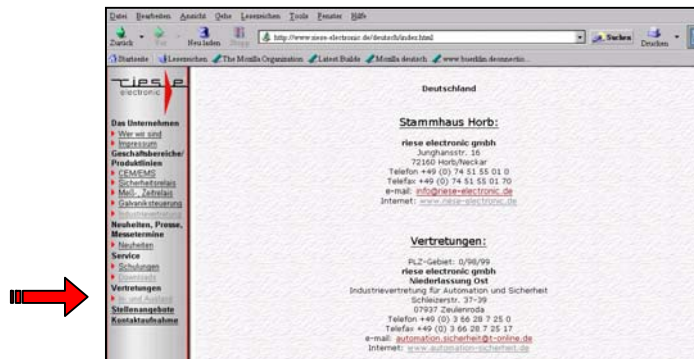 Datei Bearbeiten Ansicht Gehe Lesezeichen Tools Fenster Hilfe
Zurück Vor Neu laden Stopp http://www.riese-electronic.de/deutsch/index.html Suchen Drucken
Startseite Lesezeichen The Mozilla Organization Latest Builds Mozilla deutsch
riese
electronic
Das Unternehmen
Wer wir sind
Impressum
Geschäftsbereiche/
Produktlinien
CEM/EMS
Sicherheitsrelais
Meß-, Zeitrelais
Galvaniksteuerung
Industrievertretung
Neuheiten, Presse,
Messetermine
Neuheiten
Service
Schulungen
Downloads
Vertretungen
In- und Ausland
Stellenangebote
Kontaktaufnahme
Deutschland
Stammhaus Horb:
riese electronic gmbh
Junghansstr. 16
72160 Horb/Neckar
Telefon +49 (0) 74 51 55 01 0
Telefax +49 (0) 74 51 55 01 70
e-mail: info@riese-electronic.de
Internet: www.riese-electronic.de
Vertretungen:
PLZ-Gebiet: 0/98/99
riese electronic gmbh
Niederlassung Ost
Industrievertretung für Automation und Sicherheit
Schleizerstr. 37-39
07937 Zeulenroda
Telefon +49 (0) 3 66 28 7 25 0
Telefax +49 (0) 3 66 28 7 25 17
e-mail: automation.sicherheit@t-online.de
Internet: www.automation-sicherheit.de